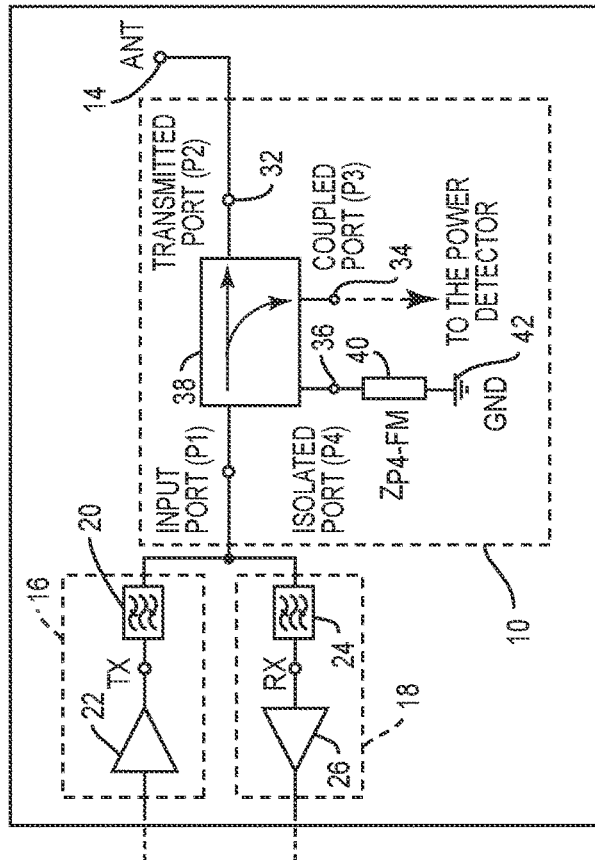 16
20
22
TX
RX
24
26
18
10
INPUT
PORT (P1)
38
TRANSMITTED
PORT (P2)
32
14
ANT
ISOLATED
PORT (P4)
36
40
ZP4-FM
42
GND
COUPLED
PORT (P3)
34
TO THE POWER
DETECTOR